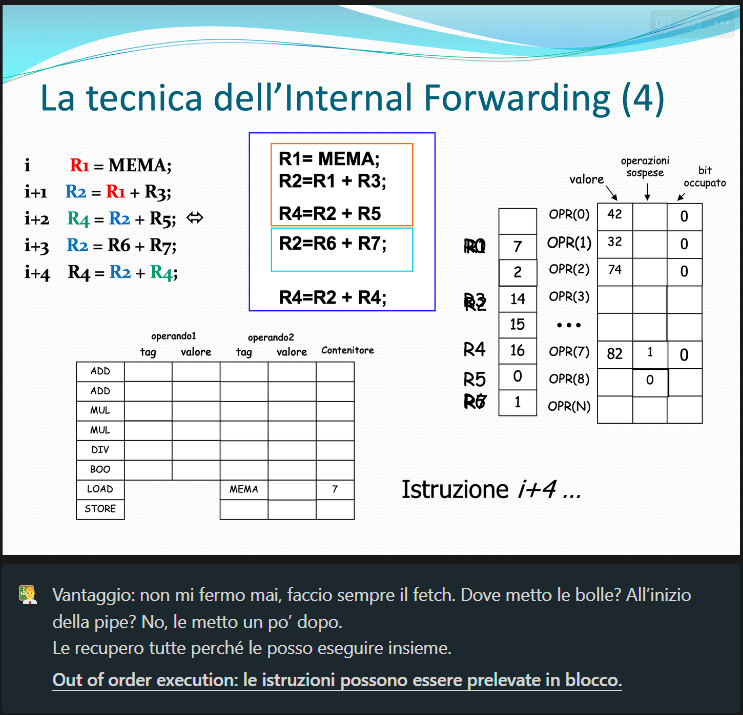 La tecnica dell'Internal Forwarding (4)
i R1 = MEMA;
i+1 R2 = R1 + R3;
i+2 R4 = R2 + R5; ⇔
i+3 R2 = R6 + R7;
i+4 R4 = R2 + R4;
R1= MEMA;
R2=R1 + R3;
R4=R2 + R5
R2=R6 + R7;
R4=R2 + R4;
valore
operazioni
sospese
bit
occupato
OPR(0) 42 0
7 OPR(1) 32 0
2 OPR(2) 74 0
R3 14 OPR(3)
15 •••
R4 16 OPR(7) 82 1 0
R5 0 OPR(8) 0
1 OPR(N)
operando1 operando2
tag valore tag valore Contenitore
ADD
ADD
MUL
MUL
DIV
BOO
LOAD MEMA 7
STORE
Istruzione i+4 ...
Vantaggio: non mi fermo mai, faccio sempre il fetch. Dove metto le bolle? All'inizio
della pipe? No, le metto un po' dopo.
Le recupero tutte perché le posso eseguire insieme.
Out of order execution: le istruzioni possono essere prelevate in blocco.